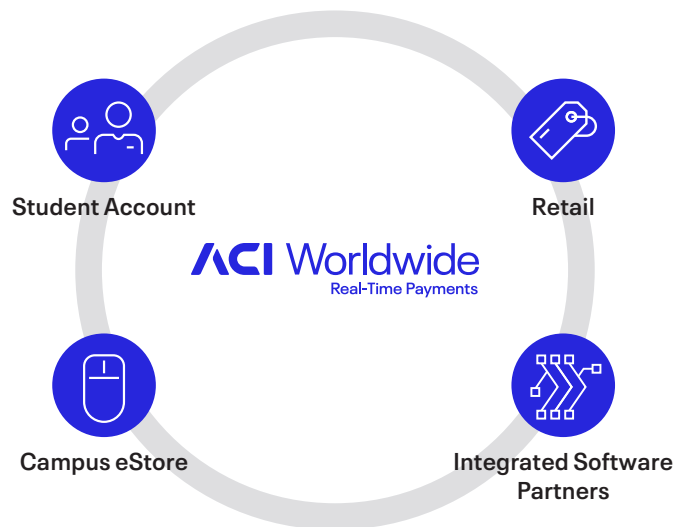 Student Account
Retail
ACI Worldwide
Real-Time Payments
Campus eStore
Integrated Software
Partners